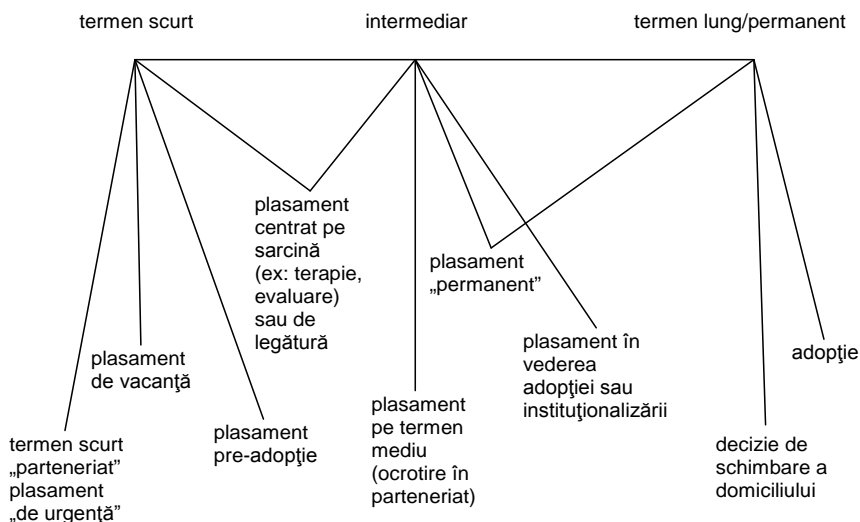 termen scurt
intermediar
termen lung/permanent
plasament
centrat pe
sarcină
(ex: terapie,
evaluare)
sau de
legătură
plasament
„permanent”
plasament
de vacanţă
plasament în
vederea
adopţiei sau
instituţionalizării
adopţie
plasament
pre-adopţie
plasament
pe termen
mediu
(ocrotire în
parteneriat)
termen scurt
„parteneriat”
plasament
„de urgenţă”
decizie de
schimbare a
domiciliului